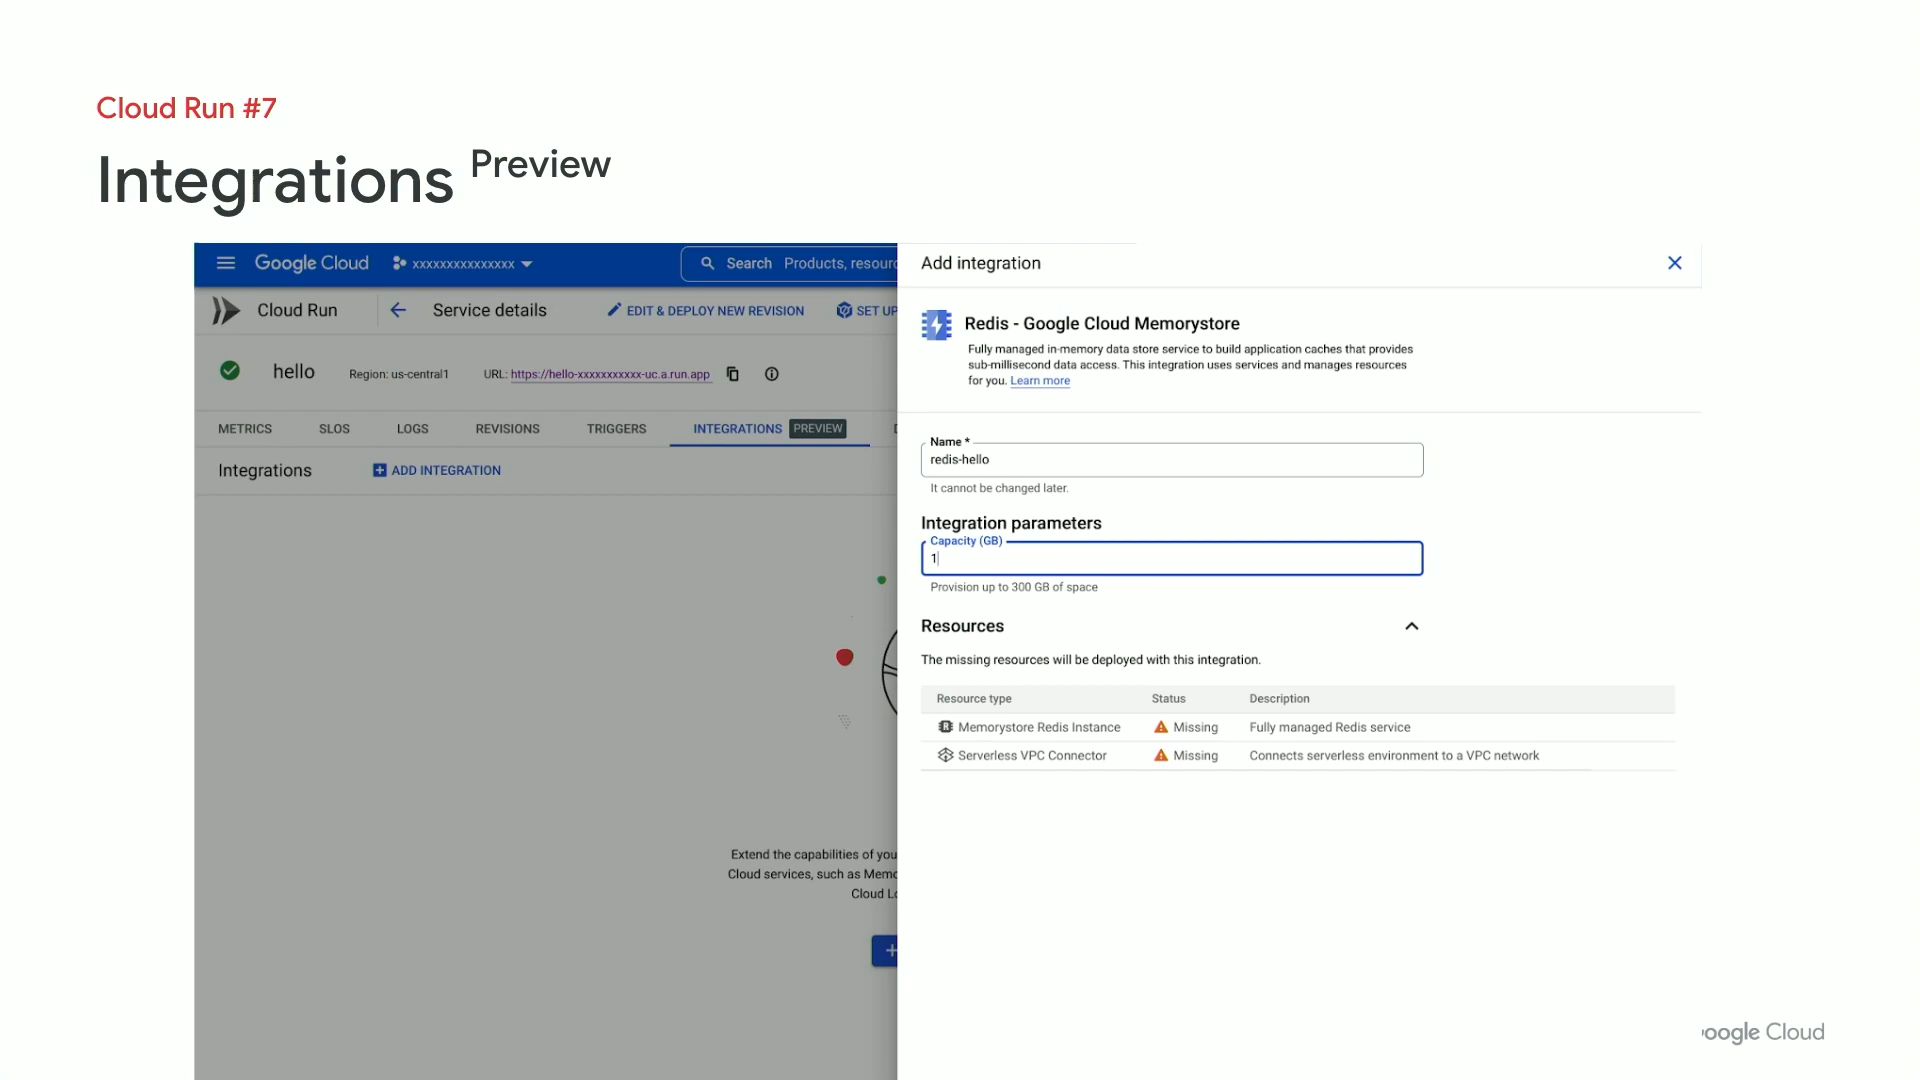 Cloud Run #7
Integrations Preview
Google Cloud
xxxxxxxxxxxxxxx
Search Products,
Cloud Run
Service details
EDIT & DEPLOY NEW REVISION
SET UP
hello
Region: us-central1
URL: https://hello-xxxxxxxxxxx-uc.a.run.app
METRICS
SLOS
LOGS
REVISIONS
TRIGGERS
INTEGRATIONS PREVIEW
Integrations
ADD INTEGRATION
Extend the capabilities of
Cloud services, such as
Cloud
Add integration
Redis - Google Cloud Memorystore
Fully managed in-memory data store service to build application caches that provides
sub-millisecond data access. This integration uses services and manages resources
for you. Learn more
Name *
redis-hello
It cannot be changed later.
Integration parameters
Capacity (GB)
1
Provision up to 300 GB of space
Resources
The missing resources will be deployed with this integration.
Resource type Status Description
Memorystore Redis Instance Missing Fully managed Redis service
Serverless VPC Connector Missing Connects serverless environment to a VPC network
Google Cloud